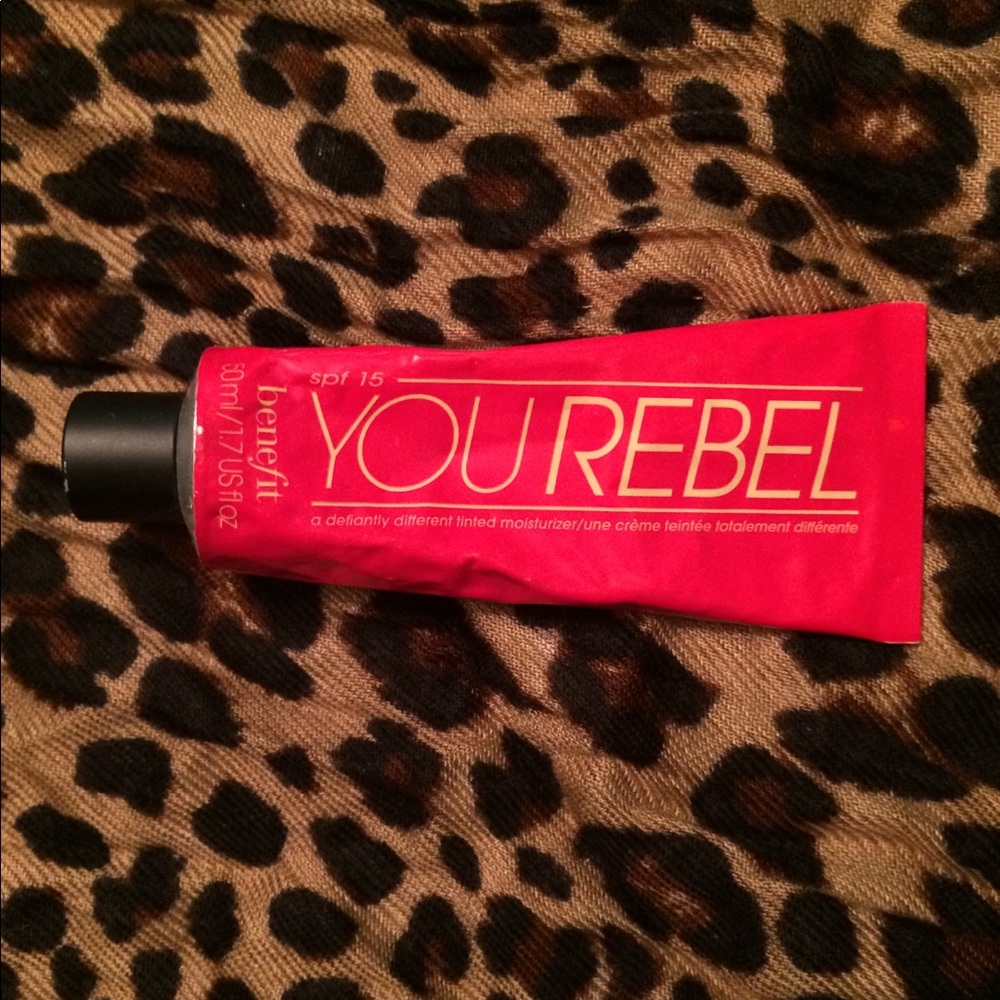 spf 15
YOU REBEL
a defiantly different tinted moisturizer/une crème teintée totalement différente
benefit
50ml/1.7 US fl oz